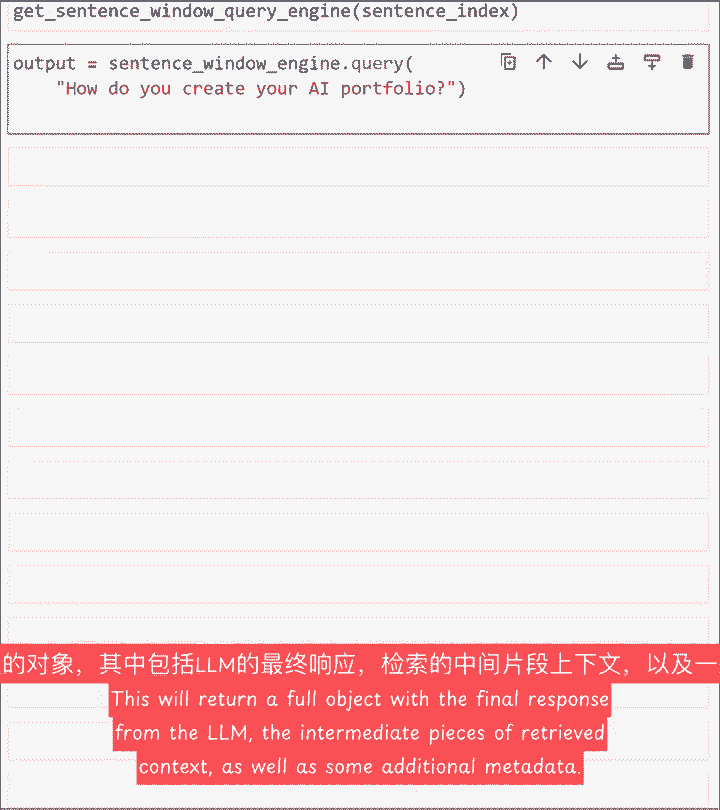 get_sentence_window_query_engine(sentence_index)
output = sentence_window_engine.query(
"How do you create your AI portfolio?")
的对象，其中包括LLM的最终响应，检索的中间片段上下文，以及一
This will return a full object with the final response
from the LLM, the intermediate pieces of retrieved
context, as well as some additional metadata.